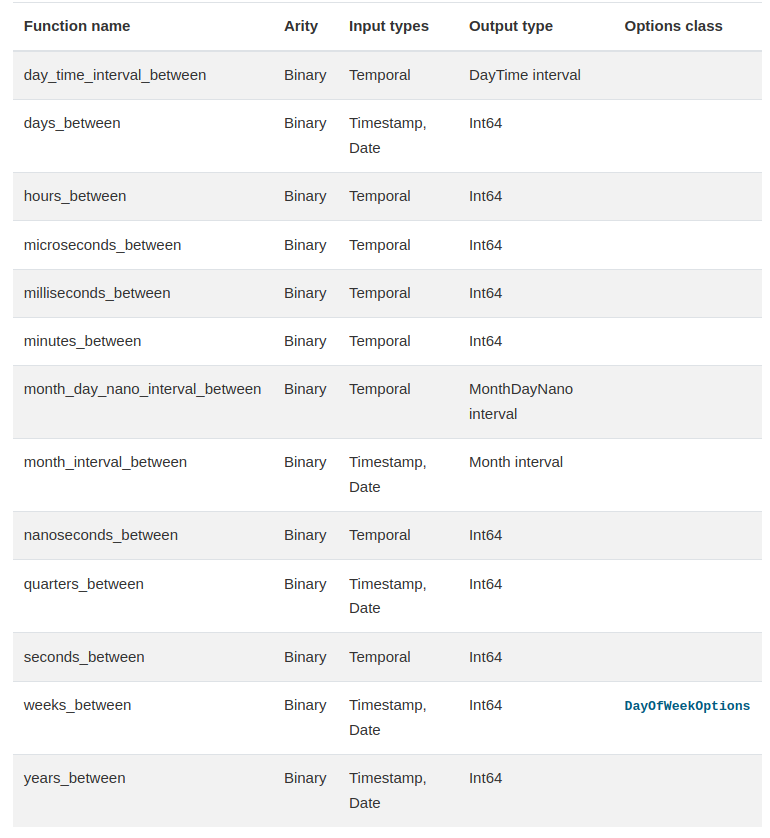 Function name Arity Input types Output type Options class
day_time_interval_between Binary Temporal DayTime interval
days_between Binary Timestamp, Int64
Date
hours_between Binary Temporal Int64
microseconds_between Binary Temporal Int64
milliseconds_between Binary Temporal Int64
minutes_between Binary Temporal Int64
month_day_nano_interval_between Binary Temporal MonthDayNano
interval
month_interval_between Binary Timestamp, Month interval
Date
nanoseconds_between Binary Temporal Int64
quarters_between Binary Timestamp, Int64
Date
seconds_between Binary Temporal Int64
weeks_between Binary Timestamp, Int64 DayOfWeekOptions
Date
years_between Binary Timestamp, Int64
Date